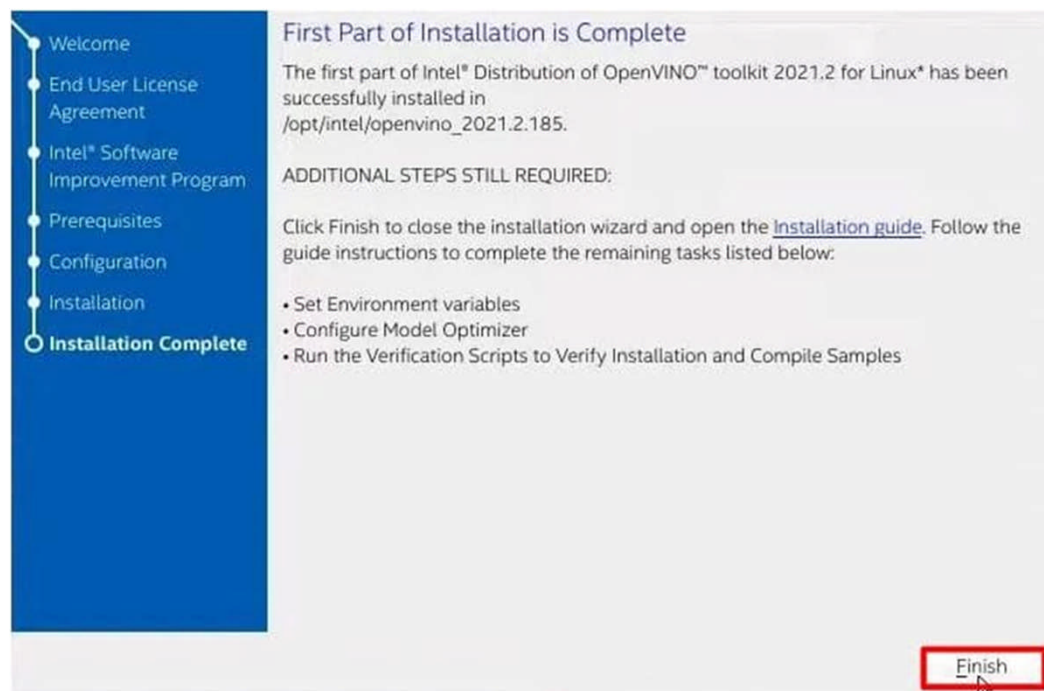 Welcome
End User License
Agreement
Intel® Software
Improvement Program
Prerequisites
Configuration
Installation
Installation Complete
First Part of Installation is Complete
The first part of Intel® Distribution of OpenVINO™ toolkit 2021.2 for Linux* has been
successfully installed in
/opt/intel/openvino_2021.2.185.
ADDITIONAL STEPS STILL REQUIRED:
Click Finish to close the installation wizard and open the Installation guide. Follow the
guide instructions to complete the remaining tasks listed below:
• Set Environment variables
• Configure Model Optimizer
• Run the Verification Scripts to Verify Installation and Compile Samples
Finish